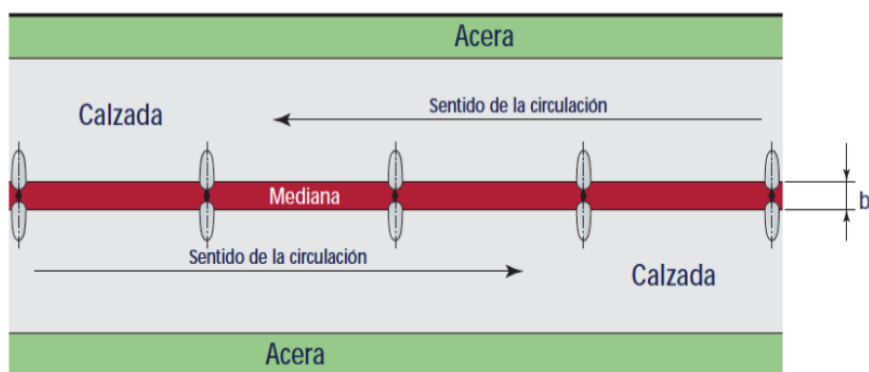 Acera
Calzada
Sentido de la circulación
Mediana
b
Sentido de la circulación
Calzada
Acera